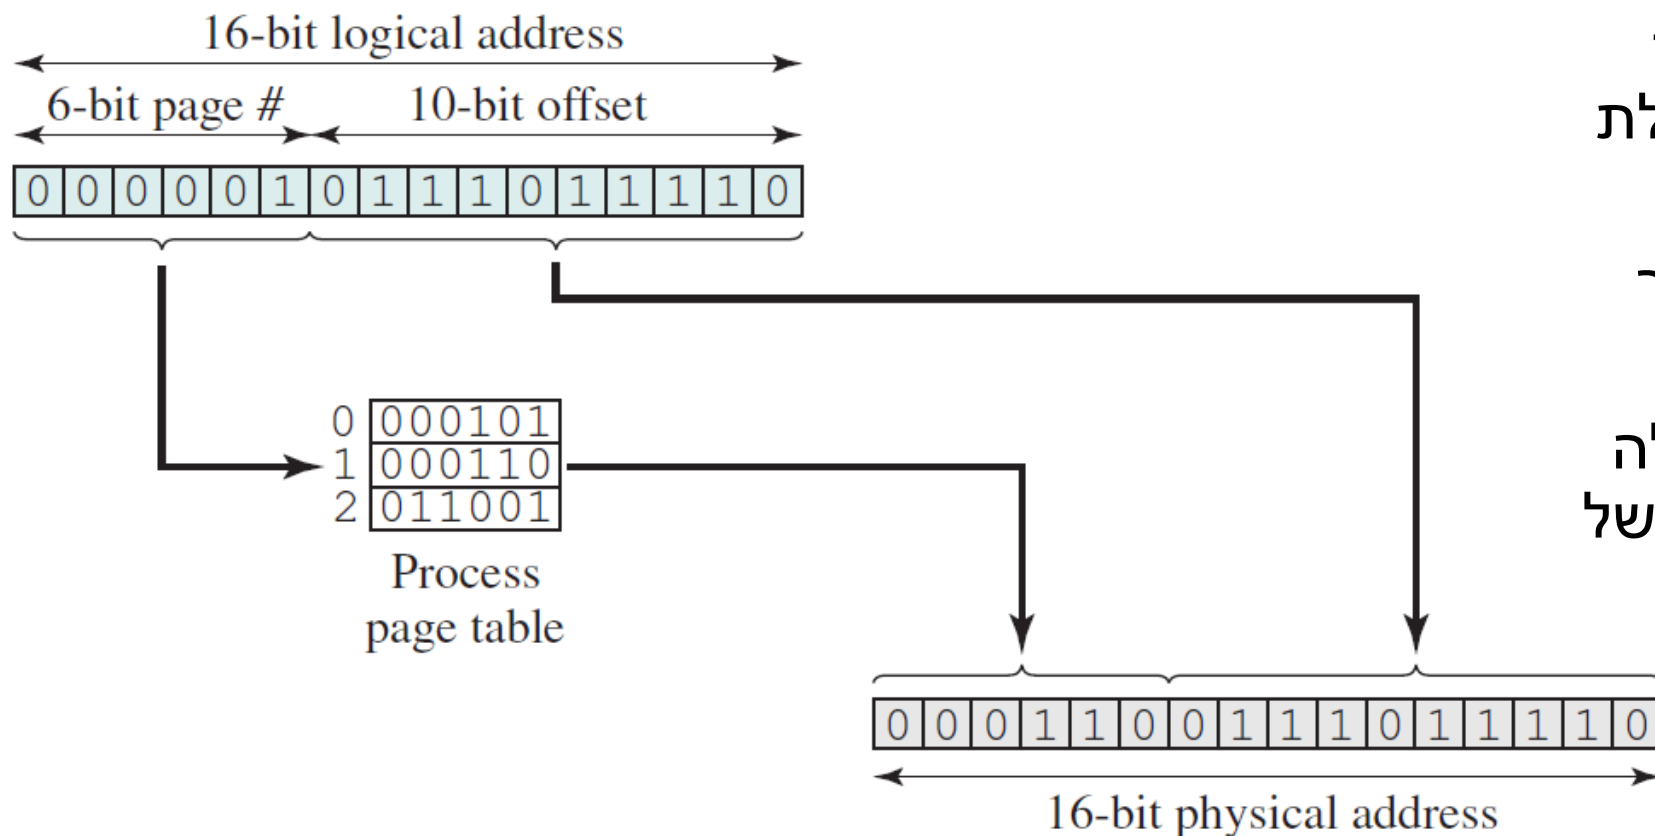 16-bit logical address
6-bit page # 10-bit offset
0 0 0 0 0 1 0 1 1 1 0 1 1 1 1 0
0 000101
1 000110
2 011001
Process
page table
0 0 0 1 1 0 0 1 1 1 0 1 1 1 1 0
16-bit physical address
של